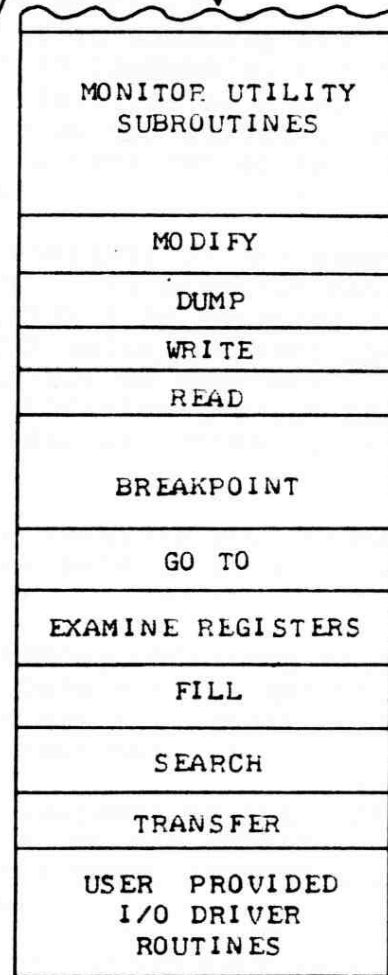 MONITOR UTILITY
SUBROUTINES
MODIFY
DUMP
WRITE
READ
BREAKPOINT
GO TO
EXAMINE REGISTERS
FILL
SEARCH
TRANSFER
USER PROVIDED
I/O DRIVER
ROUTINES